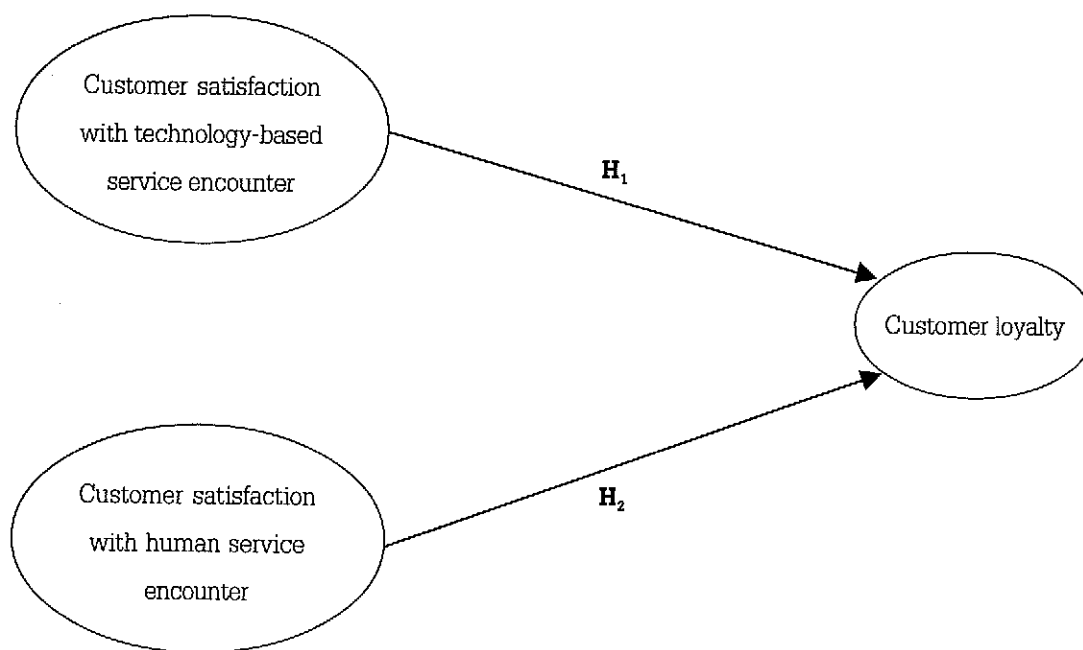 Customer satisfaction
with technology-based
service encounter
H₁
Customer loyalty
Customer satisfaction
with human service
encounter
H₂